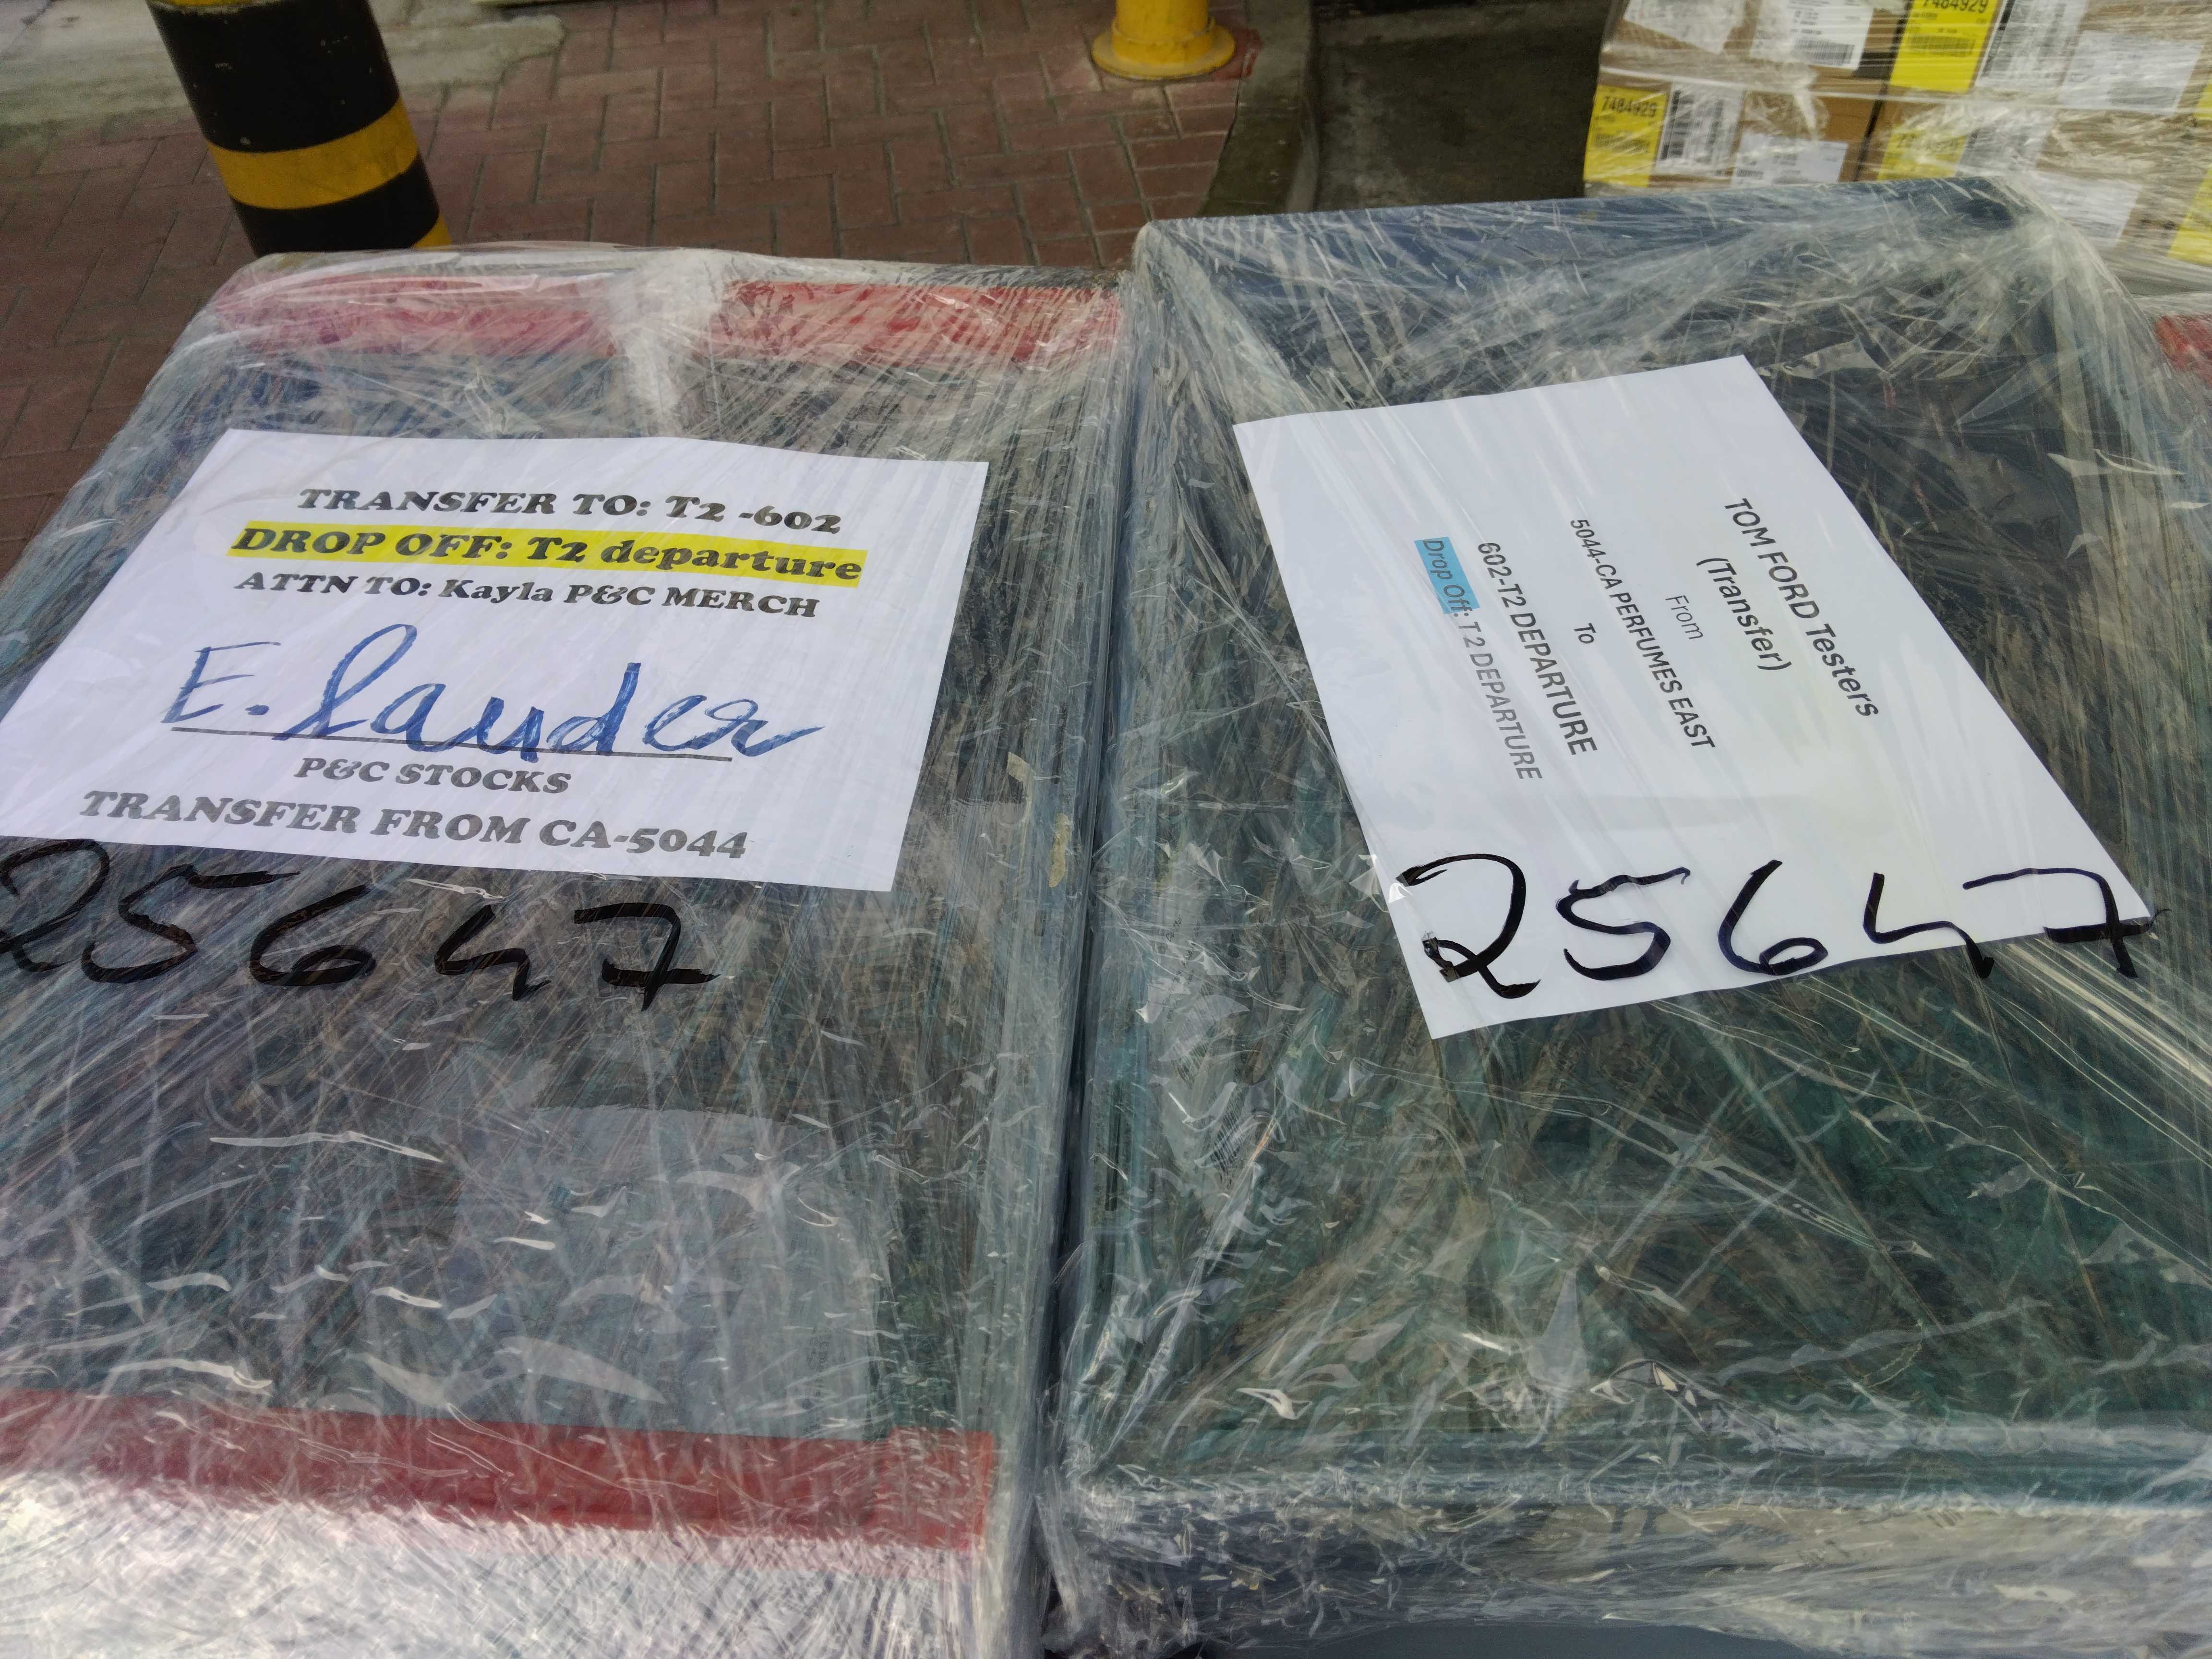 TRANSFER TO: T2 -602
DROP OFF: T2 departure
ATTN TO: Kayla P&C MERCH
E. Lauder
P&C STOCKS
TRANSFER FROM CA-5044
25647
TOM FORD Testers
(Transfer)
From
5044-CA PERFUMES EAST
To
602-T2 DEPARTURE
Drop Off: T2 DEPARTURE
25647
7484929
7484929